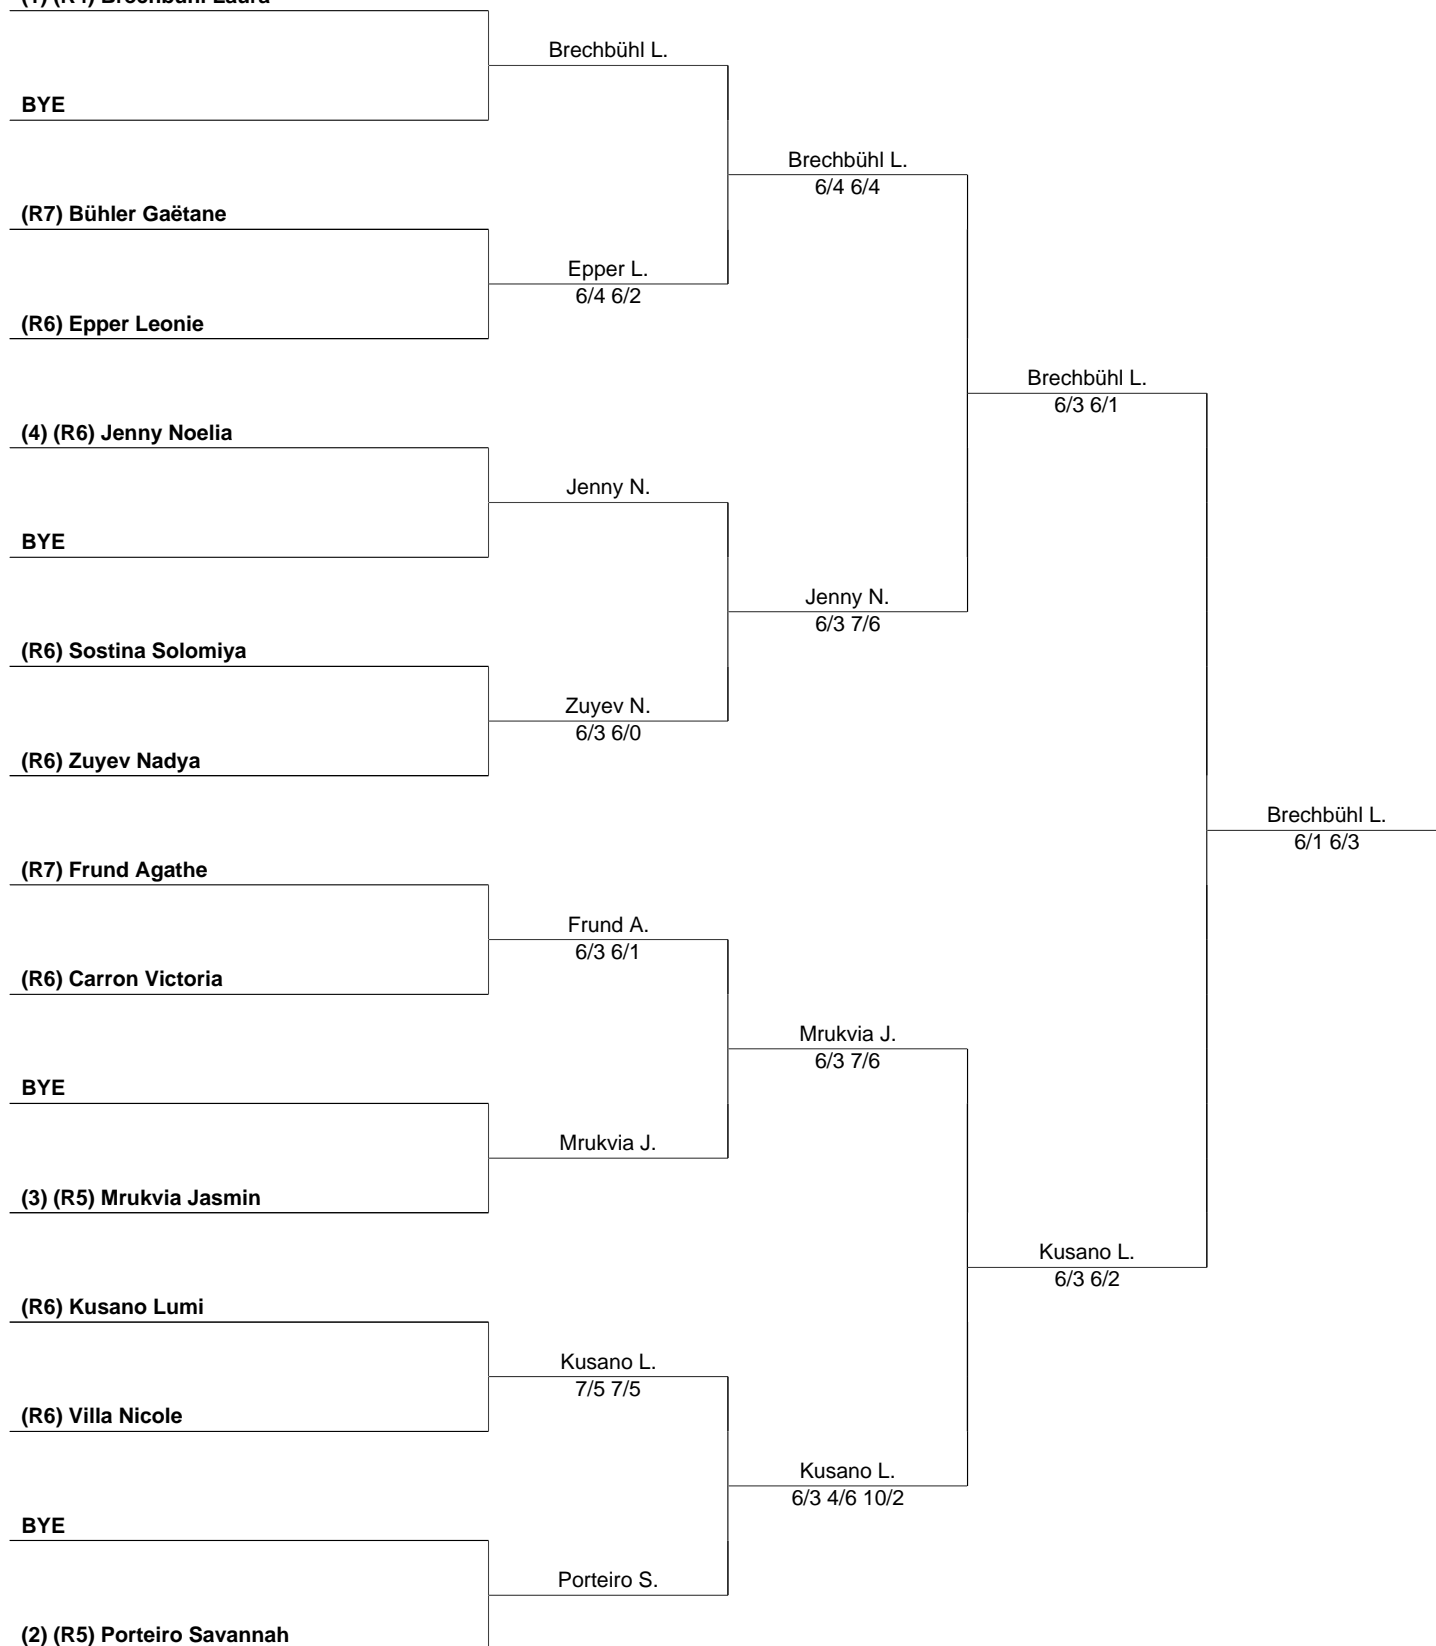 (1) (R4) Brechbühl Laura
Brechbühl L.
BYE
Brechbühl L.
6/4 6/4
(R7) Bühler Gaëtane
Epper L.
6/4 6/2
(R6) Epper Leonie
Brechbühl L.
6/3 6/1
(4) (R6) Jenny Noelia
Jenny N.
BYE
Jenny N.
6/3 7/6
(R6) Sostina Solomiya
Zuyev N.
6/3 6/0
(R6) Zuyev Nadya
Brechbühl L.
6/1 6/3
(R7) Frund Agathe
Frund A.
6/3 6/1
(R6) Carron Victoria
Mrukvia J.
6/3 7/6
BYE
Mrukvia J.
(3) (R5) Mrukvia Jasmin
Kusano L.
6/3 6/2
(R6) Kusano Lumi
Kusano L.
7/5 7/5
(R6) Villa Nicole
Kusano L.
6/3 4/6 10/2
BYE
Porteiro S.
(2) (R5) Porteiro Savannah